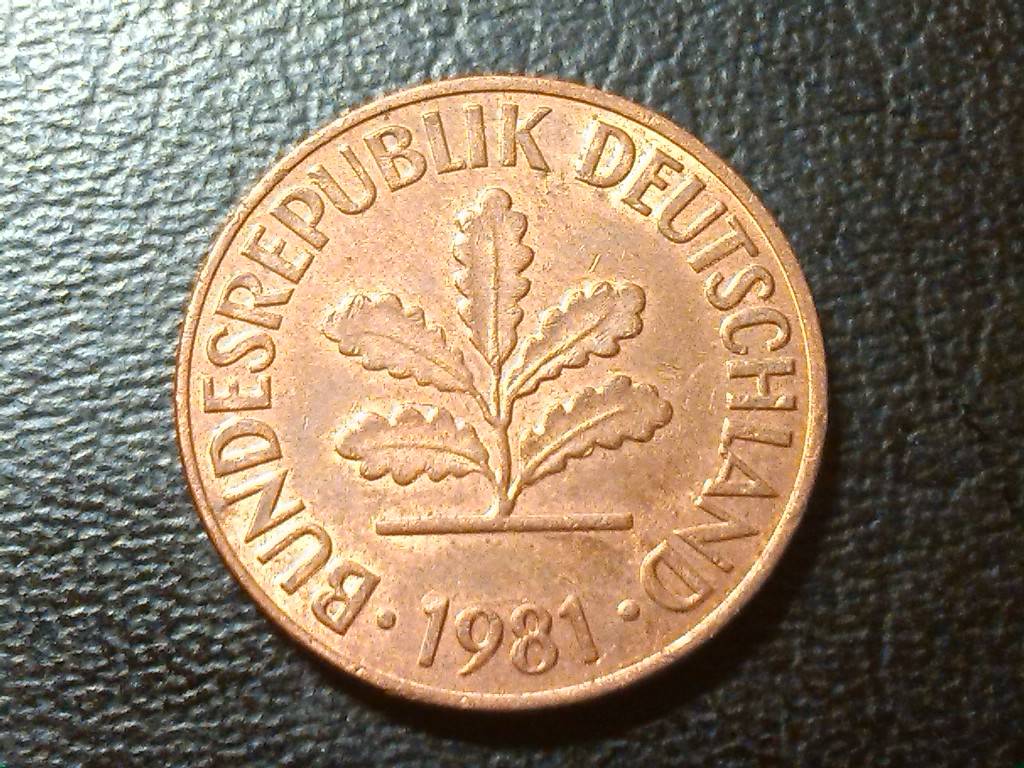 BUNDESREPUBLIK DEUTSCHLAND
· 1981 ·